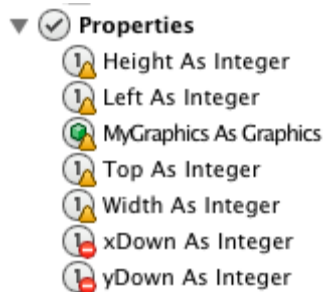 Properties
Height As Integer
Left As Integer
MyGraphics As Graphics
Top As Integer
Width As Integer
xDown As Integer
yDown As Integer